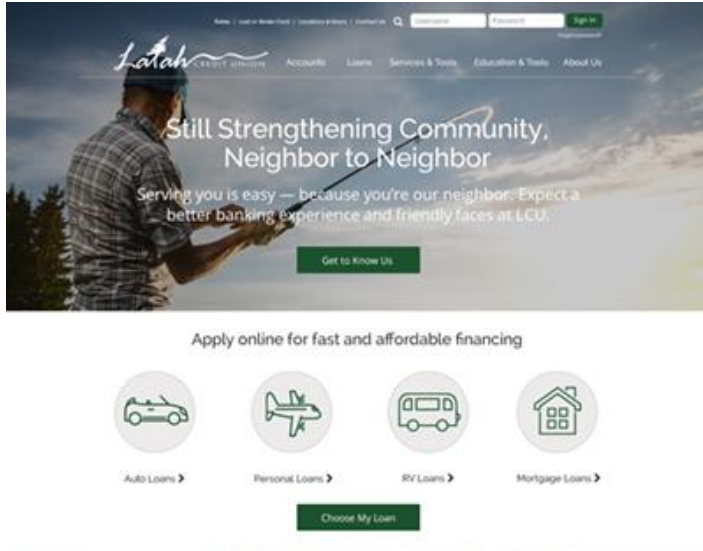 Rates | Lost or Stolen Card | Locations & Hours | Contact Us
Username
Password
Sign In
Forgot password?
Latah CREDIT UNION
Accounts
Loans
Services & Tools
Education & Tools
About Us
Still Strengthening Community,
Neighbor to Neighbor
Serving you is easy — because you're our neighbor. Expect a
better banking experience and friendly faces at LCU.
Get to Know Us
Apply online for fast and affordable financing
Auto Loans
Personal Loans
RV Loans
Mortgage Loans
Choose My Loan